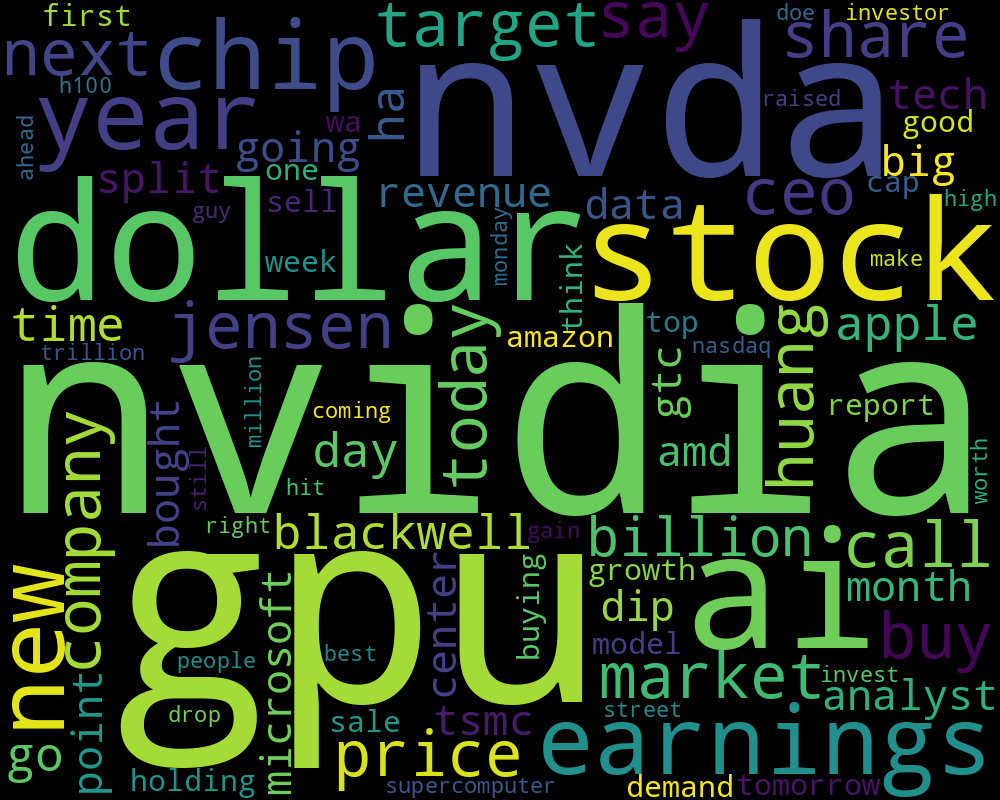 first
target
say
doe
investor
next
chip
nvda
share
h100
year
ha
raised
tech
ahead
wa
going
good
one
big
split
revenue
data
ceo
cap
guy
sell
high
dollar
monday
stock
week
think
make
time
jensen
today
amazon
top
nasdaq
huang
apple
trillion
nvidia
million
coming
gtc
report
company
bought
still
day
amd
worth
hit
right
blackwell
gain
billion
call
new
gpu
ai
center
buying
growth
month
dip
model
buy
people
best
microsoft
market
invest
analyst
point
drop
sale
tsmc
street
go
price
earnings
holding
supercomputer
demand
tomorrow